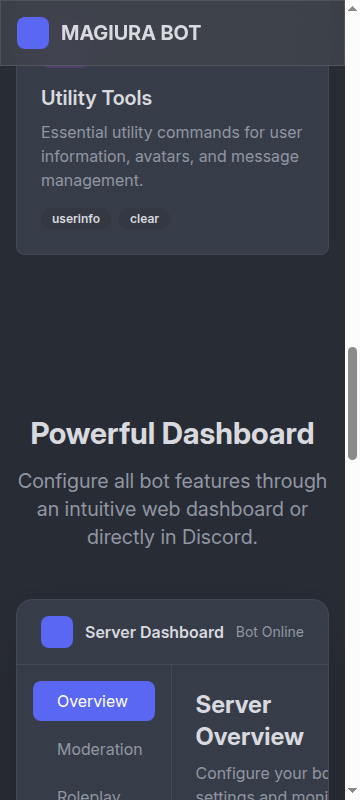 MAGIURA BOT
Utility Tools
Essential utility commands for user
information, avatars, and message
management.
userinfo clear
Powerful Dashboard
Configure all bot features through
an intuitive web dashboard or
directly in Discord.
Server Dashboard Bot Online
Overview
Moderation
Roleplay
Server
Overview
Configure your bo
settings and moni